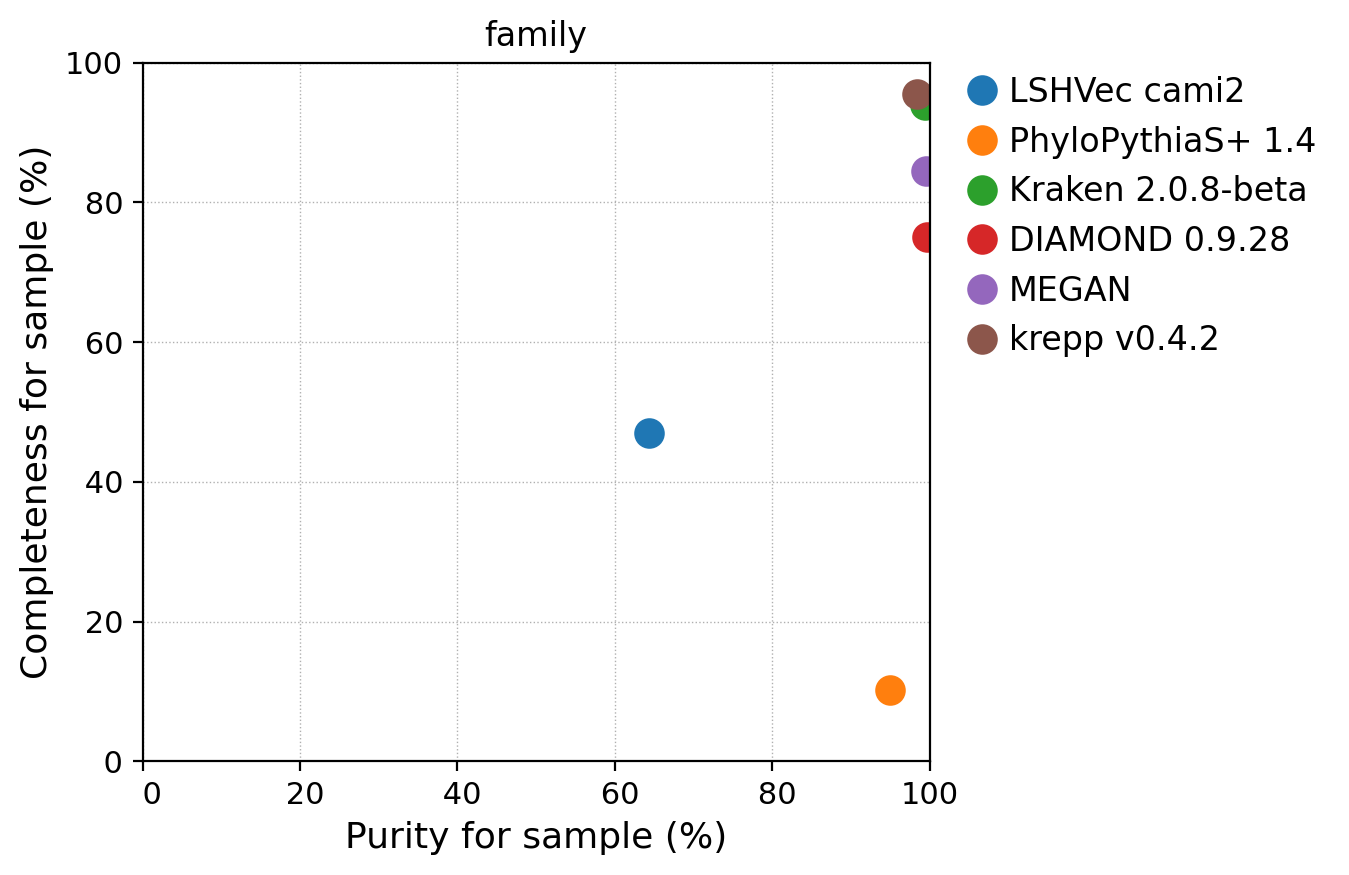 family
100
80
60
40
20
0
Completeness for sample (%)
0 20 40 60 80 100
Purity for sample (%)
LSHVec cami2
PhyloPythiaS+ 1.4
Kraken 2.0.8-beta
DIAMOND 0.9.28
MEGAN
krepp v0.4.2